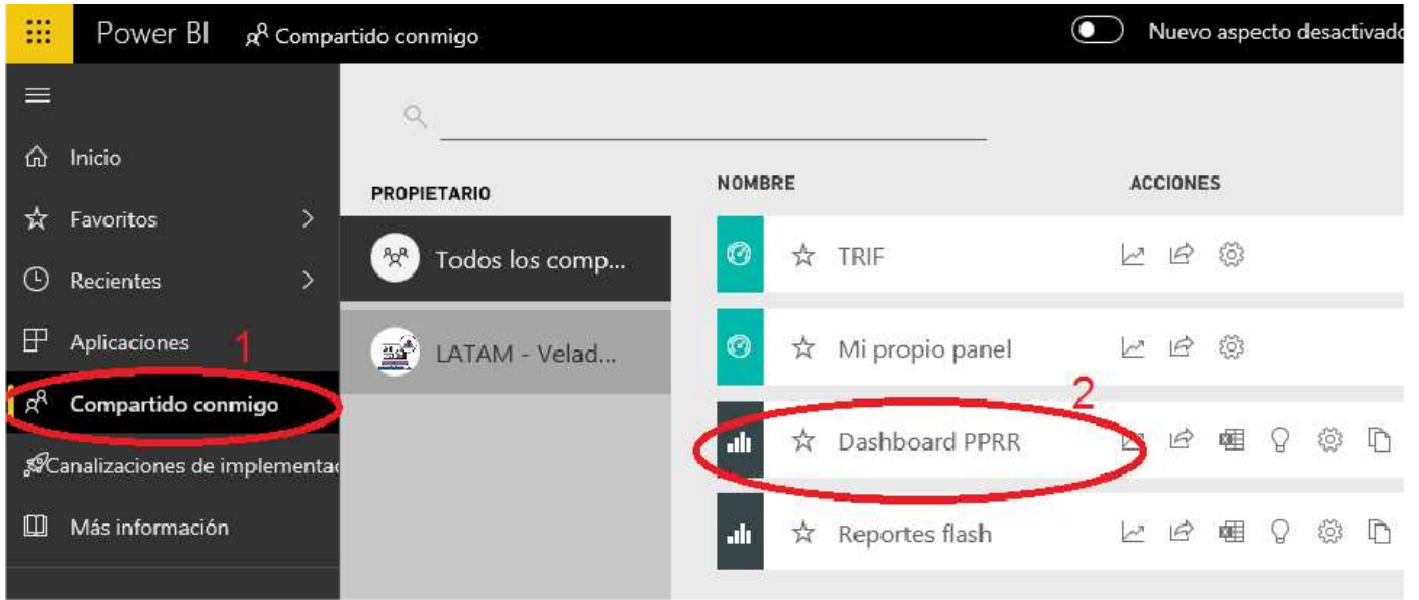 Power BI Compartido conmigo Nuevo aspecto desactivado
Inicio
Favoritos
Recientes
Aplicaciones 1
Compartido conmigo
Canalizaciones de implementac
Más información
PROPIETARIO
Todos los comp...
LATAM - Velad...
NOMBRE ACCIONES
TRIF
Mi propio panel
2
Dashboard PPRR
Reportes flash